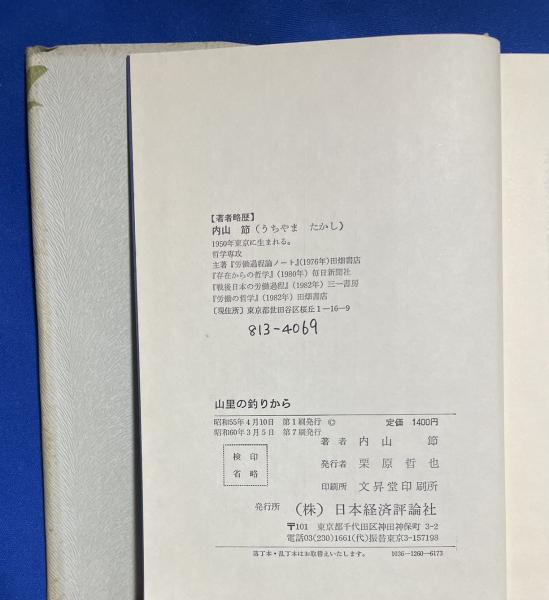 【著者略歴】
内山 節(うちやま たかし)
1950年東京に生まれる。
哲学専攻
主著『労働過程論ノート』(1976年)田畑書店
『存在からの哲学』(1980年)毎日新聞社
『戦後日本の労働過程』(1982年)三一書房
『労働の哲学』(1982年)田畑書店
〔現住所〕東京都世田谷区桜丘1-16-9
813-4069
山里の釣りから
昭和55年4月10日 第1刷発行 © 定価 1400円
昭和60年3月5日 第7刷発行
著者 内山 節
検印
省略
発行者 栗原哲也
印刷所 文昇堂印刷所
発行所 (株)日本経済評論社
〒101 東京都千代田区神田神保町3-2
電話03(230)1661(代)振替東京3-157198
落丁本・乱丁本はお取替えいたします。 1036-1260-6173